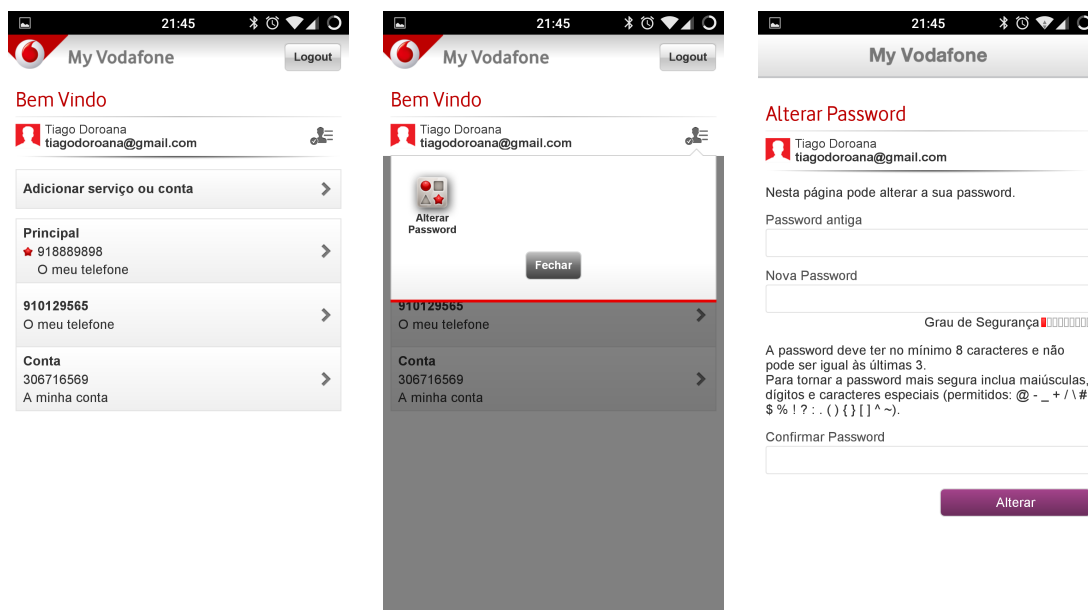 21:45
My Vodafone
Logout
Bem Vindo
Tiago Doroana
tiagodoroana@gmail.com
Adicionar serviço ou conta
Principal
918889898
O meu telefone
910129565
O meu telefone
Conta
306716569
A minha conta
21:45
My Vodafone
Logout
Bem Vindo
Tiago Doroana
tiagodoroana@gmail.com
Alterar
Password
Fechar
910129565
O meu telefone
Conta
306716569
A minha conta
21:45
My Vodafone
Alterar Password
Tiago Doroana
tiagodoroana@gmail.com
Nesta página pode alterar a sua password.
Password antiga
Nova Password
Grau de Segurança
A password deve ter no mínimo 8 caracteres e não
pode ser igual às últimas 3.
Para tornar a password mais segura inclua maiúsculas,
dígitos e caracteres especiais (permitidos: @ - _ + / \ #
$ % ! ? : . ( ) { } [ ] ^ ~).
Confirmar Password
Alterar